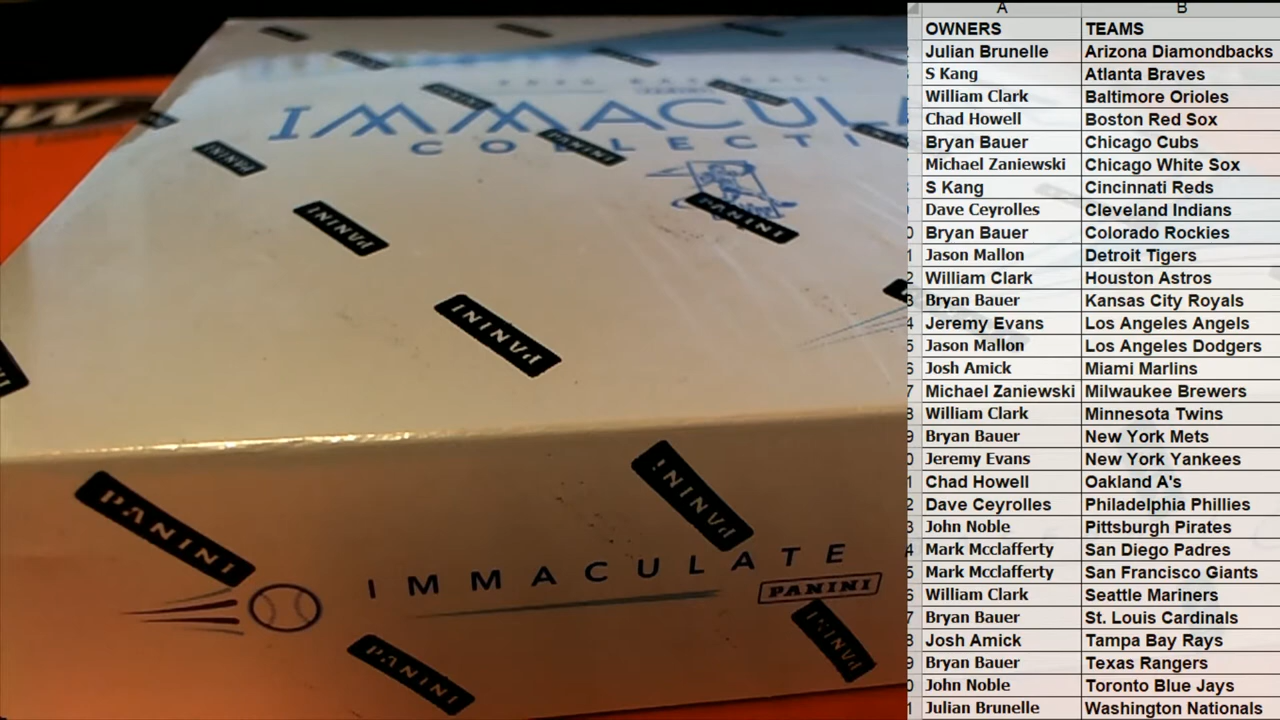 BASEBALL
IMMACUL
COLLECTI
PANINI
PANINI
PANINI
PANINI
PANINI
PANINI
PANINI
IMMACULATE
PANINI
PANINI
PANINI
A B
OWNERS TEAMS
Julian Brunelle Arizona Diamondbacks
S Kang Atlanta Braves
William Clark Baltimore Orioles
Chad Howell Boston Red Sox
Bryan Bauer Chicago Cubs
Michael Zaniewski Chicago White Sox
S Kang Cincinnati Reds
Dave Ceyrolles Cleveland Indians
Bryan Bauer Colorado Rockies
Jason Mallon Detroit Tigers
William Clark Houston Astros
Bryan Bauer Kansas City Royals
Jeremy Evans Los Angeles Angels
Jason Mallon Los Angeles Dodgers
Josh Amick Miami Marlins
Michael Zaniewski Milwaukee Brewers
William Clark Minnesota Twins
Bryan Bauer New York Mets
Jeremy Evans New York Yankees
Chad Howell Oakland A's
Dave Ceyrolles Philadelphia Phillies
John Noble Pittsburgh Pirates
Mark Mcclafferty San Diego Padres
Mark Mcclafferty San Francisco Giants
William Clark Seattle Mariners
Bryan Bauer St. Louis Cardinals
Josh Amick Tampa Bay Rays
Bryan Bauer Texas Rangers
John Noble Toronto Blue Jays
Julian Brunelle Washington Nationals